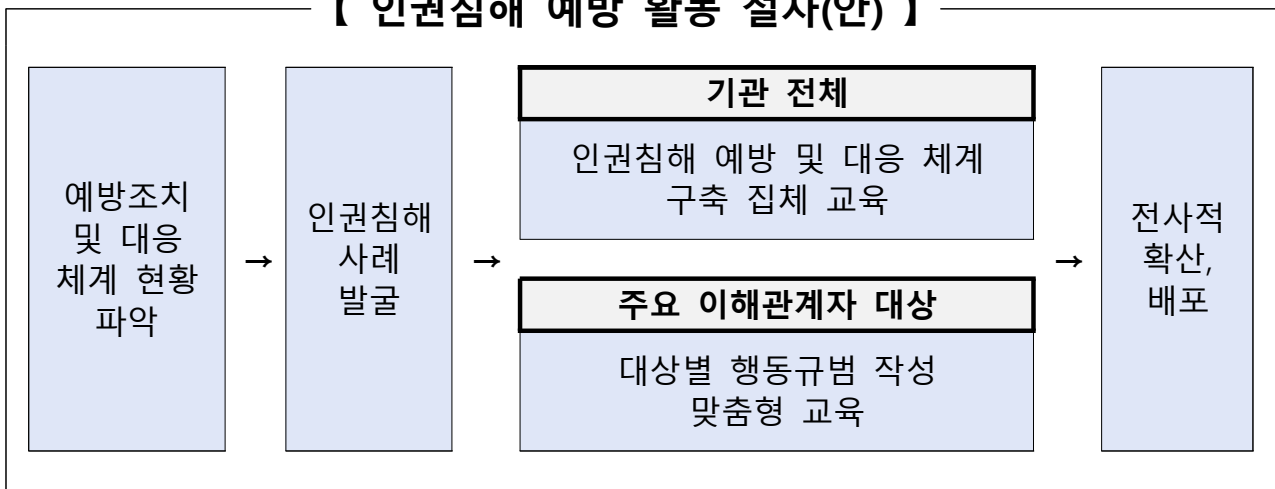 【 인권침해 예방 활동 절차(안) 】
예방조치
및 대응
체계 현황
파악
→
인권침해
사례
발굴
→
기관 전체
인권침해 예방 및 대응 체계
구축 집체 교육
주요 이해관계자 대상
대상별 행동규범 작성
맞춤형 교육
→
전사적
확산,
배포